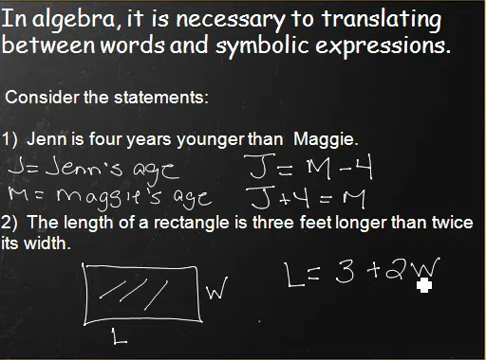 In algebra, it is necessary to translating
between words and symbolic expressions.
Consider the statements:
1) Jenn is four years younger than Maggie.
J = Jenn's age J = M - 4
M = maggie's age J + 4 = M
2) The length of a rectangle is three feet longer than twice
its width.
L = 3 + 2W
W
L